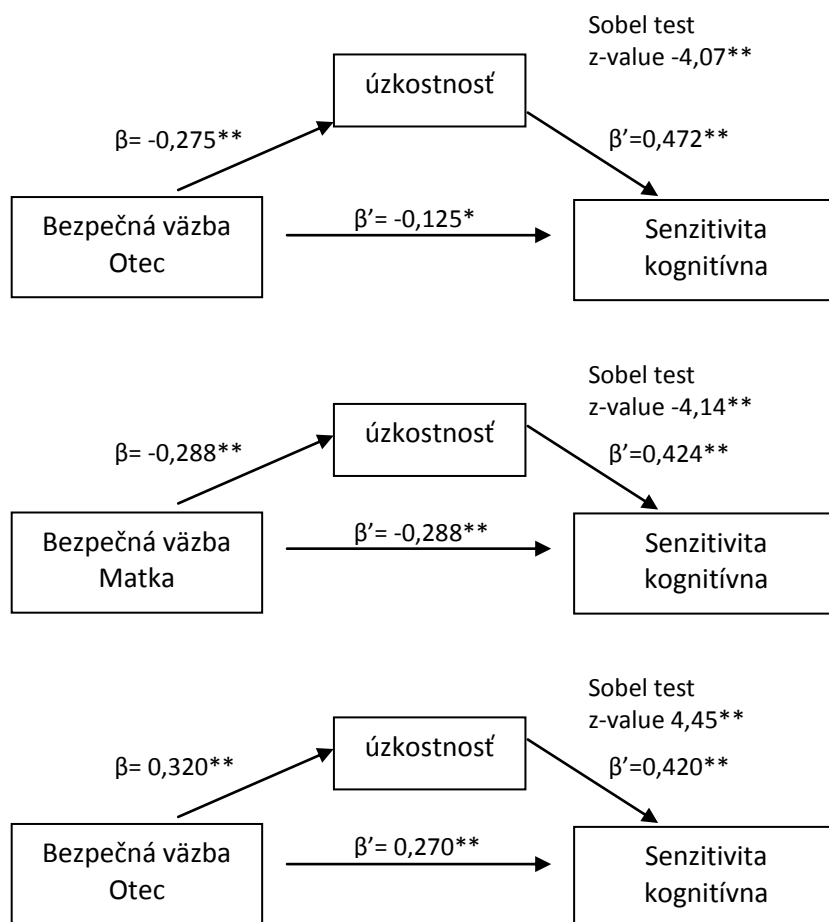 Sobel test
z-value -4,07**
úzkostnosť
β= -0,275**
β’=0,472**
Bezpečná väzba
Otec
β’= -0,125*
Senzitivita
kognitívna
Sobel test
z-value -4,14**
úzkostnosť
β= -0,288**
β’=0,424**
Bezpečná väzba
Matka
β’= -0,288**
Senzitivita
kognitívna
Sobel test
z-value 4,45**
úzkostnosť
β= 0,320**
β’=0,420**
Bezpečná väzba
Otec
β’= 0,270**
Senzitivita
kognitívna